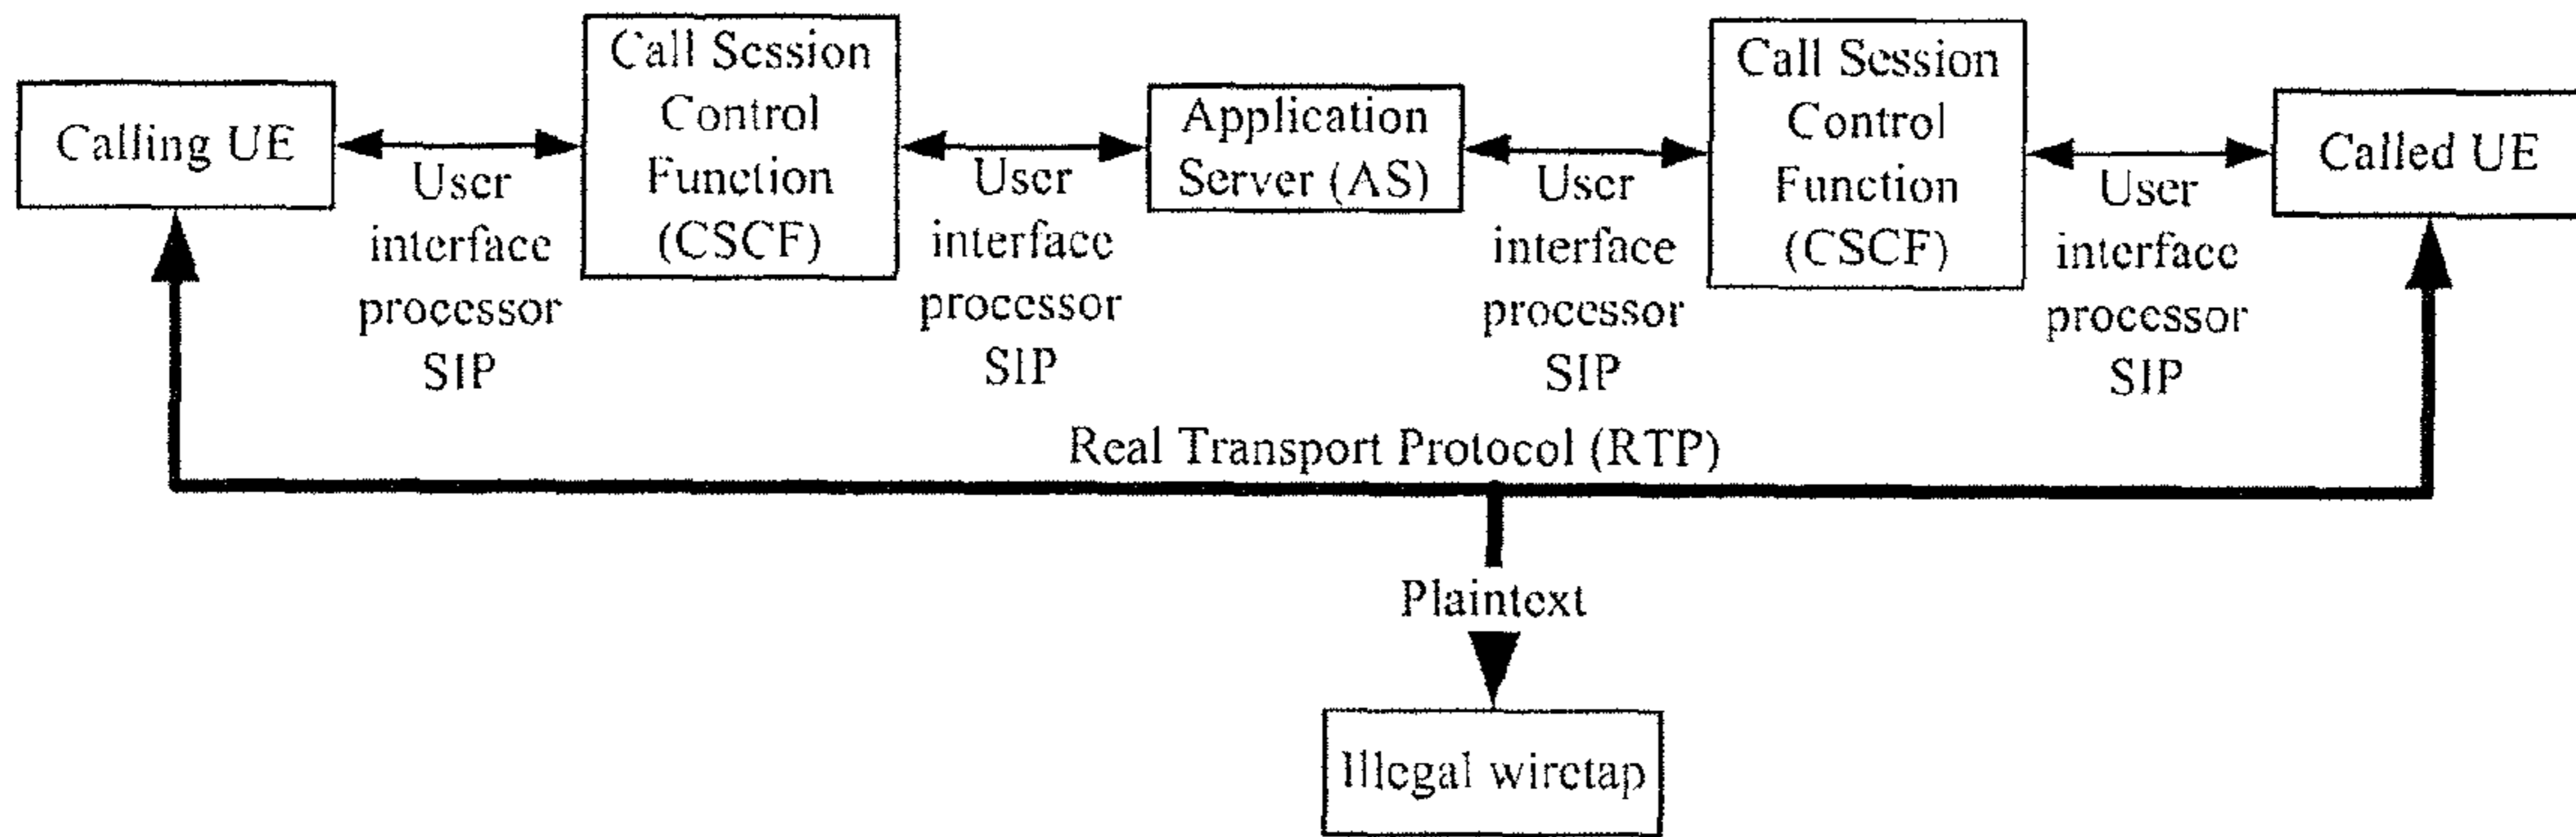 Calling UE
User
interface
processor
SIP
Call Session
Control
Function
(CSCF)
User
interface
processor
SIP
Application
Server (AS)
User
interface
processor
SIP
Call Session
Control
Function
(CSCF)
User
interface
processor
SIP
Called UE
Real Transport Protocol (RTP)
Plaintext
Illegal wiretap